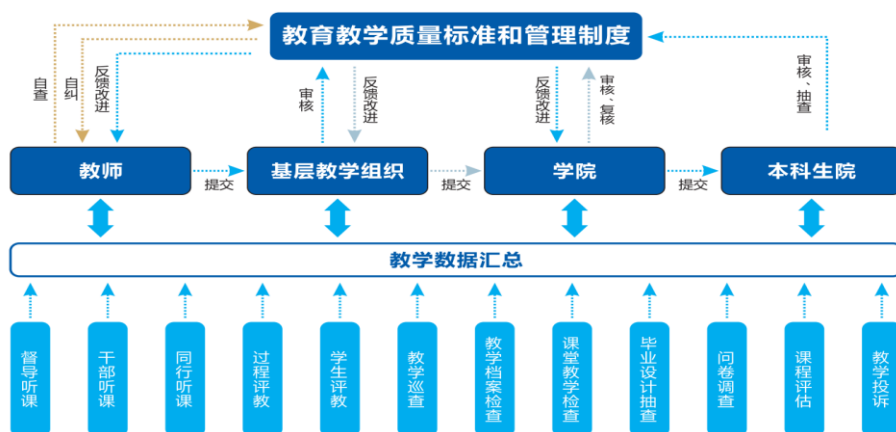 教育教学质量标准和管理制度
自查
自纠
反馈改进
审核
反馈改进
反馈改进
审核、复核
审核、抽查
教师
提交
基层教学组织
提交
学院
提交
本科生院
教学数据汇总
督导听课
干部听课
同行听课
过程评教
学生评教
教学巡查
教学档案检查
课堂教学检查
毕业设计抽查
问卷调查
课程评估
教学投诉